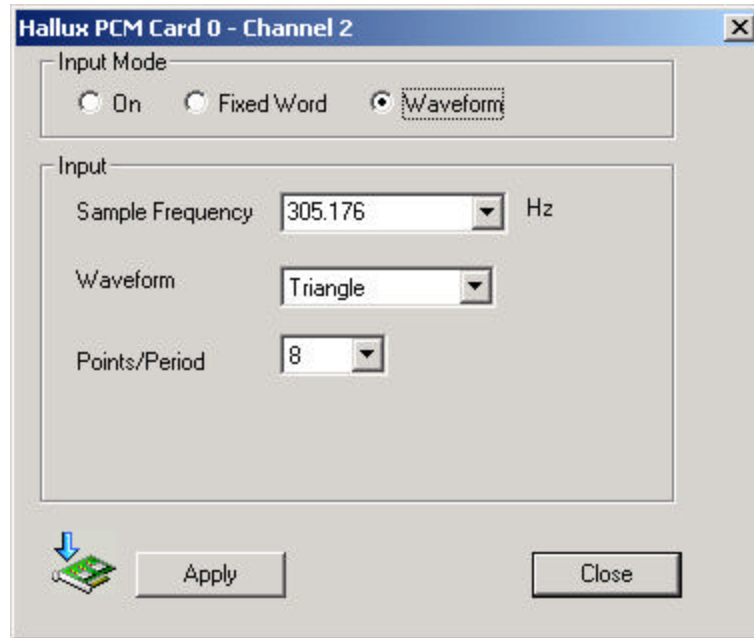 Hallux PCM Card 0 - Channel 2
Input Mode
On Fixed Word Waveform
Input
Sample Frequency 305.176 Hz
Waveform Triangle
Points/Period 8
Apply Close